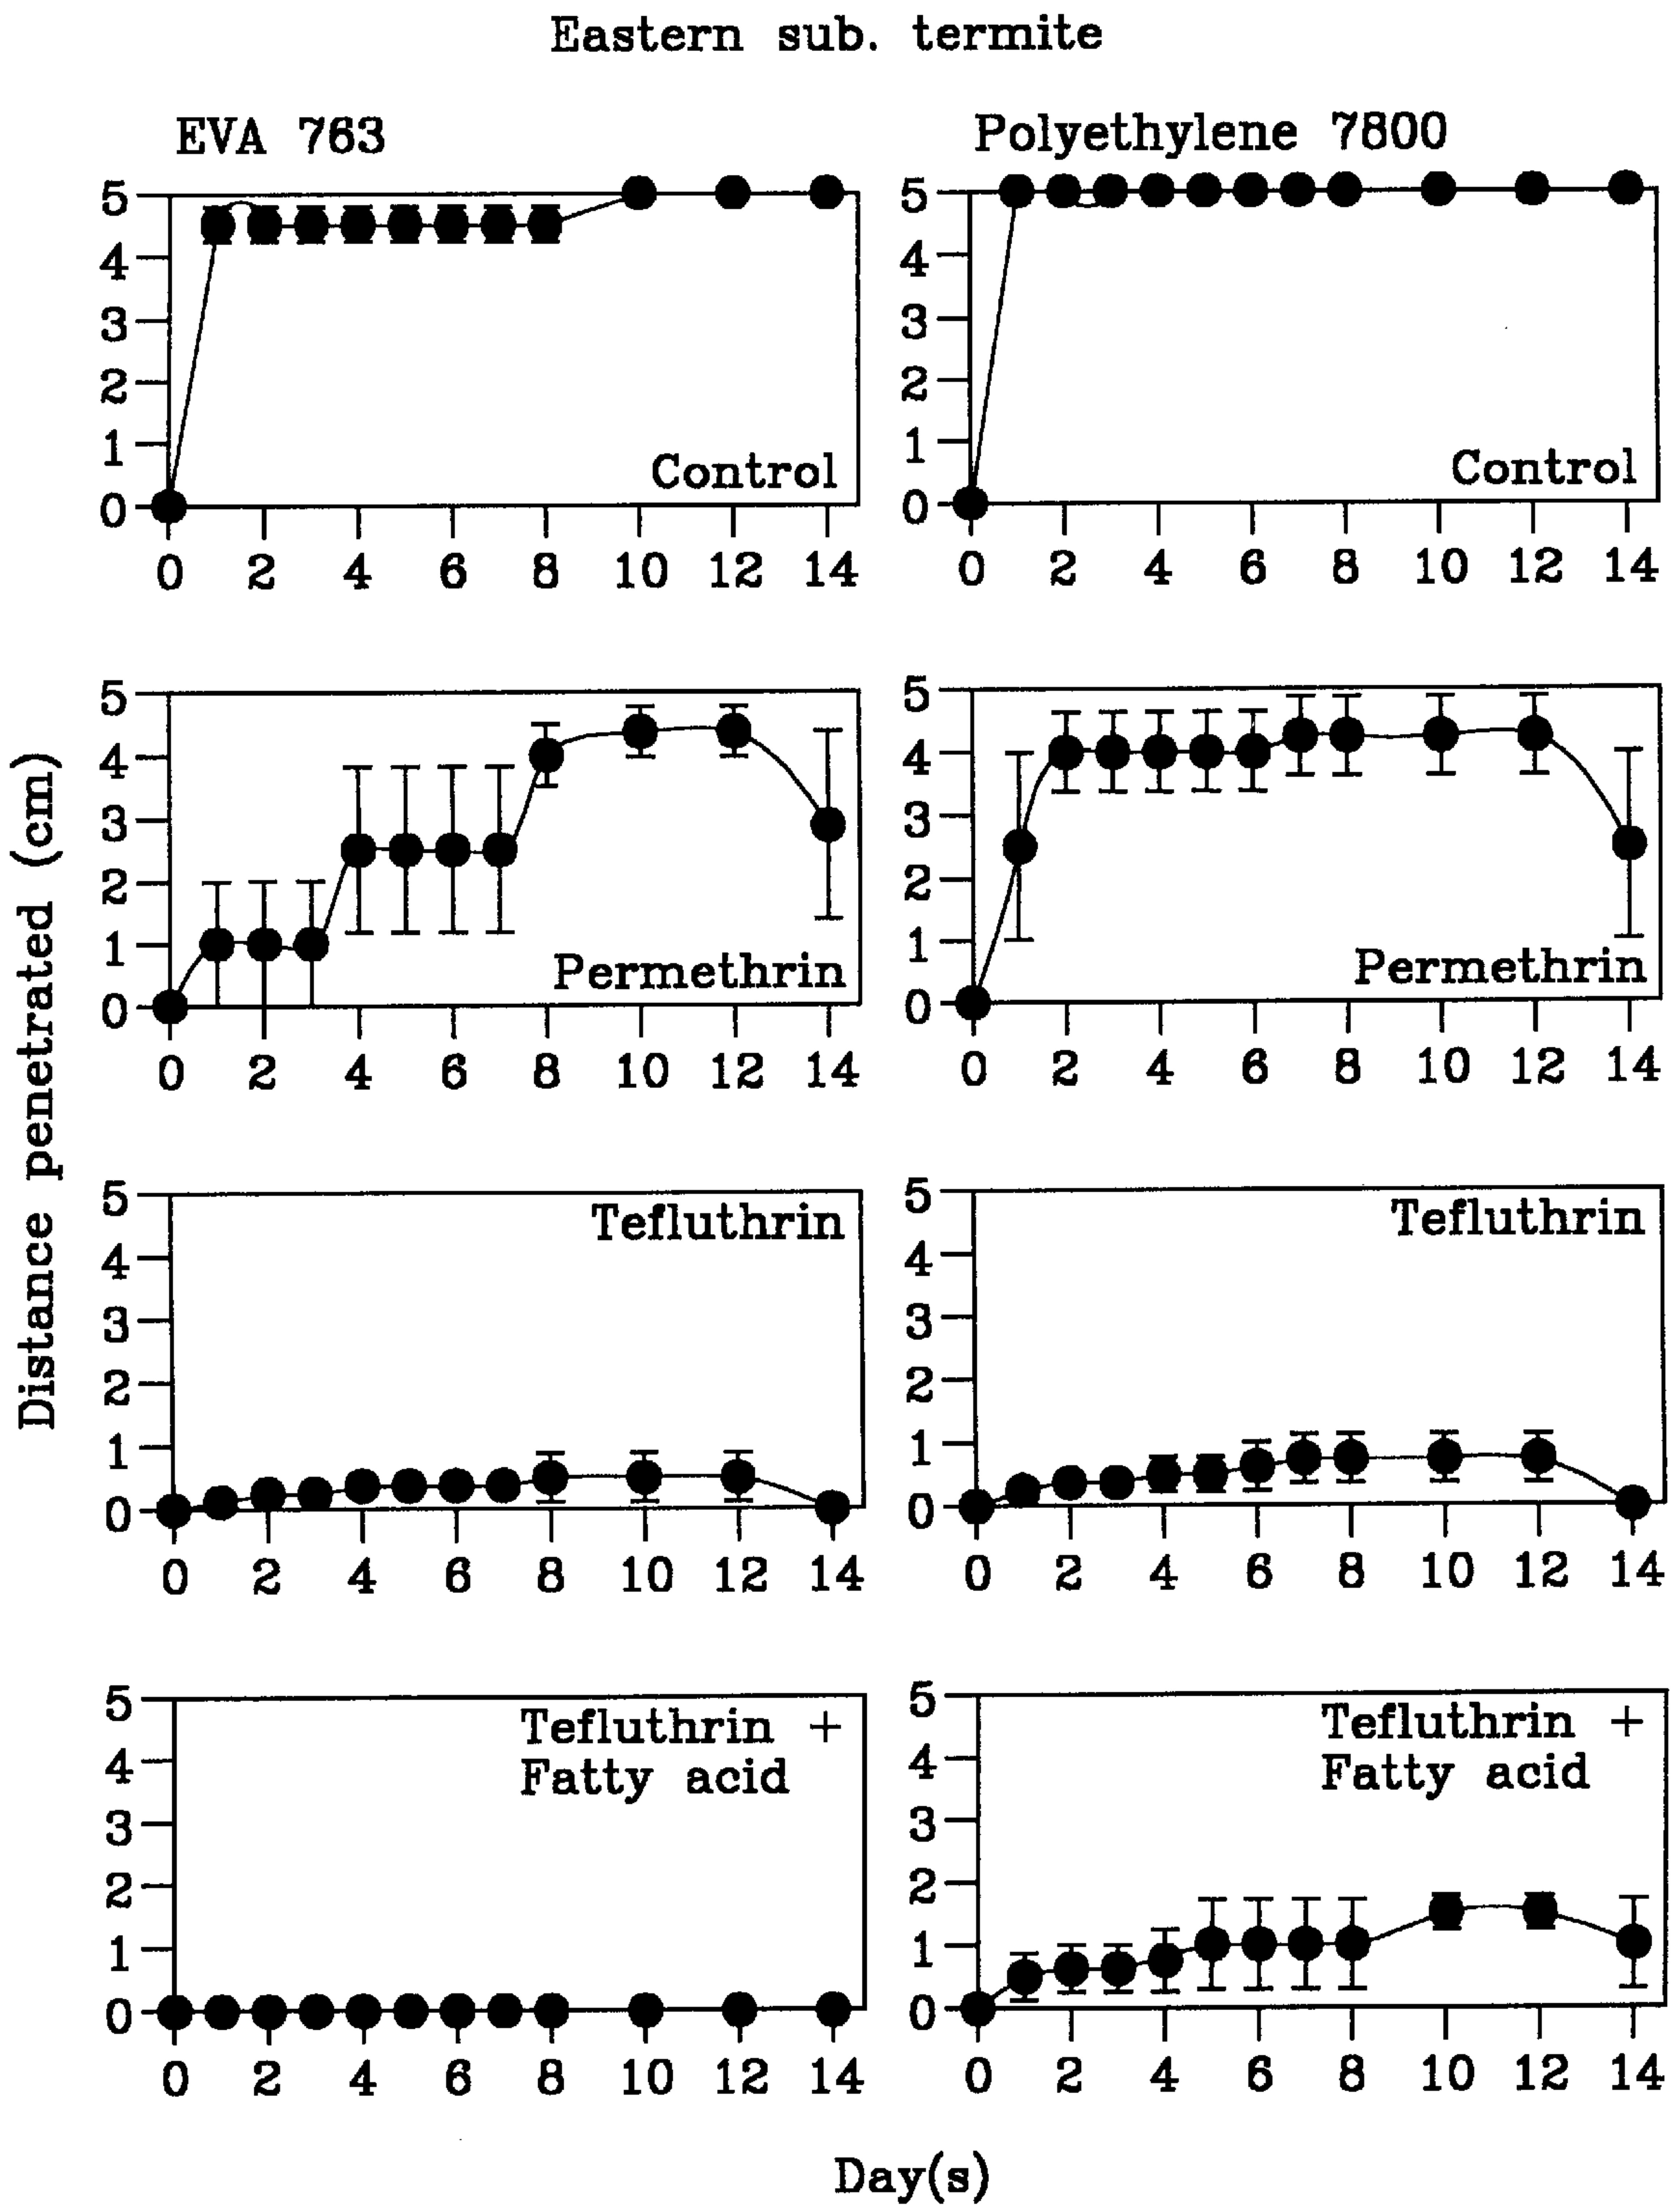 Eastern sub. termite
EVA 763
Polyethylene 7800
5
4
3
2
1
0
Control
0 2 4 6 8 10 12 14
5
4
3
2
1
0
Control
0 2 4 6 8 10 12 14
Distance penetrated (cm)
5
4
3
2
1
0
Permethrin
0 2 4 6 8 10 12 14
5
4
3
2
1
0
Permethrin
0 2 4 6 8 10 12 14
5
4
3
2
1
0
Tefluthrin
0 2 4 6 8 10 12 14
5
4
3
2
1
0
Tefluthrin
0 2 4 6 8 10 12 14
5
4
3
2
1
0
Tefluthrin +
Fatty acid
0 2 4 6 8 10 12 14
5
4
3
2
1
0
Tefluthrin +
Fatty acid
0 2 4 6 8 10 12 14
Day(s)